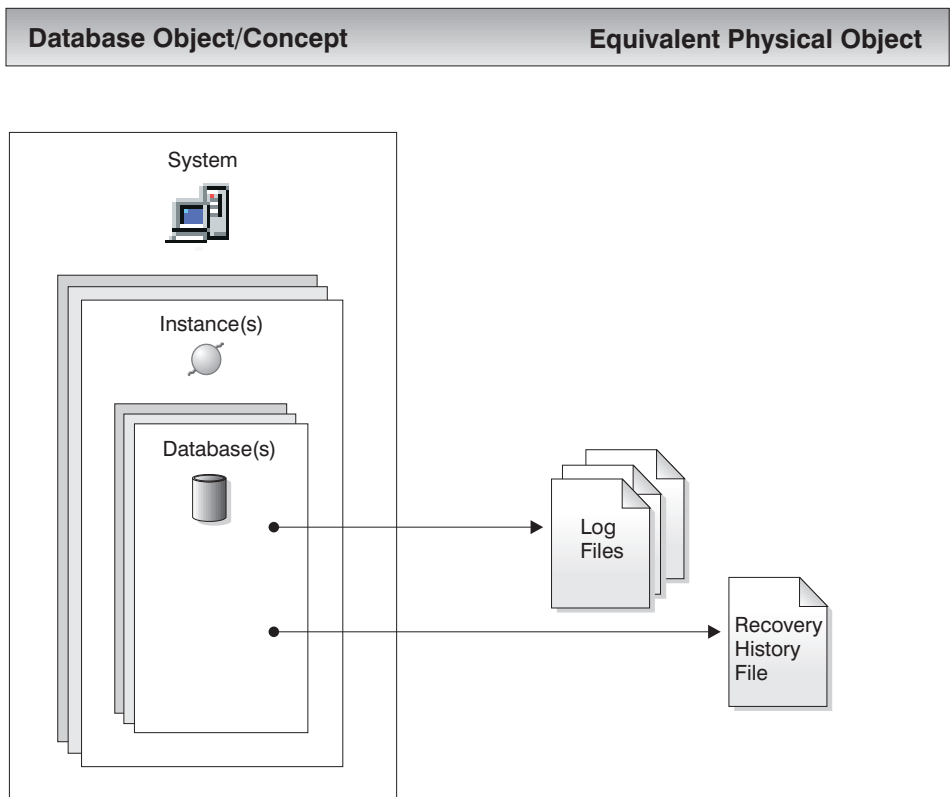 Database Object/Concept
Equivalent Physical Object
System
Instance(s)
Database(s)
Log
Files
Recovery
History
File